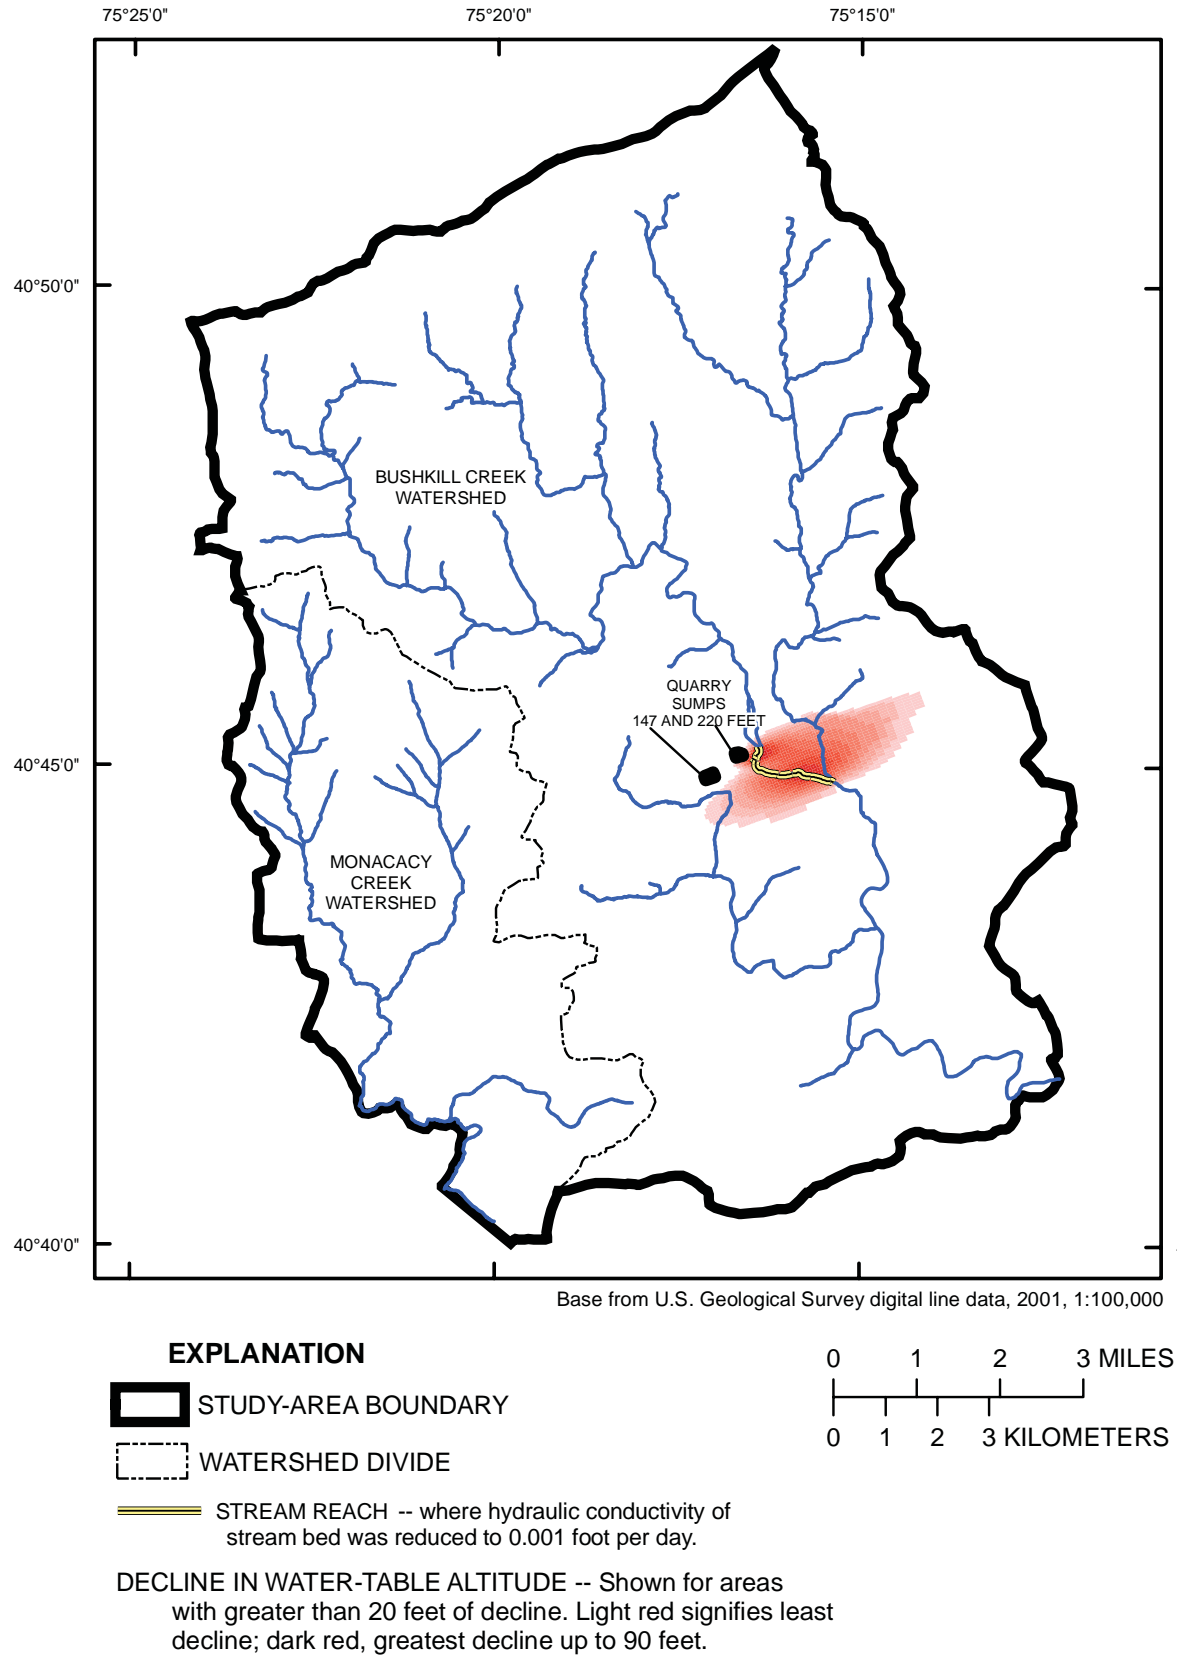 75°25'0"
75°20'0"
75°15'0"
40°50'0"
BUSHKILL CREEK
WATERSHED
QUARRY
SUMPS
147 AND 220 FEET
40°45'0"
MONACACY
CREEK
WATERSHED
40°40'0"
Base from U.S. Geological Survey digital line data, 2001, 1:100,000
EXPLANATION
STUDY-AREA BOUNDARY
WATERSHED DIVIDE
STREAM REACH -- where hydraulic conductivity of
stream bed was reduced to 0.001 foot per day.
DECLINE IN WATER-TABLE ALTITUDE -- Shown for areas
with greater than 20 feet of decline. Light red signifies least
decline; dark red, greatest decline up to 90 feet.
0 1 2 3 MILES
0 1 2 3 KILOMETERS